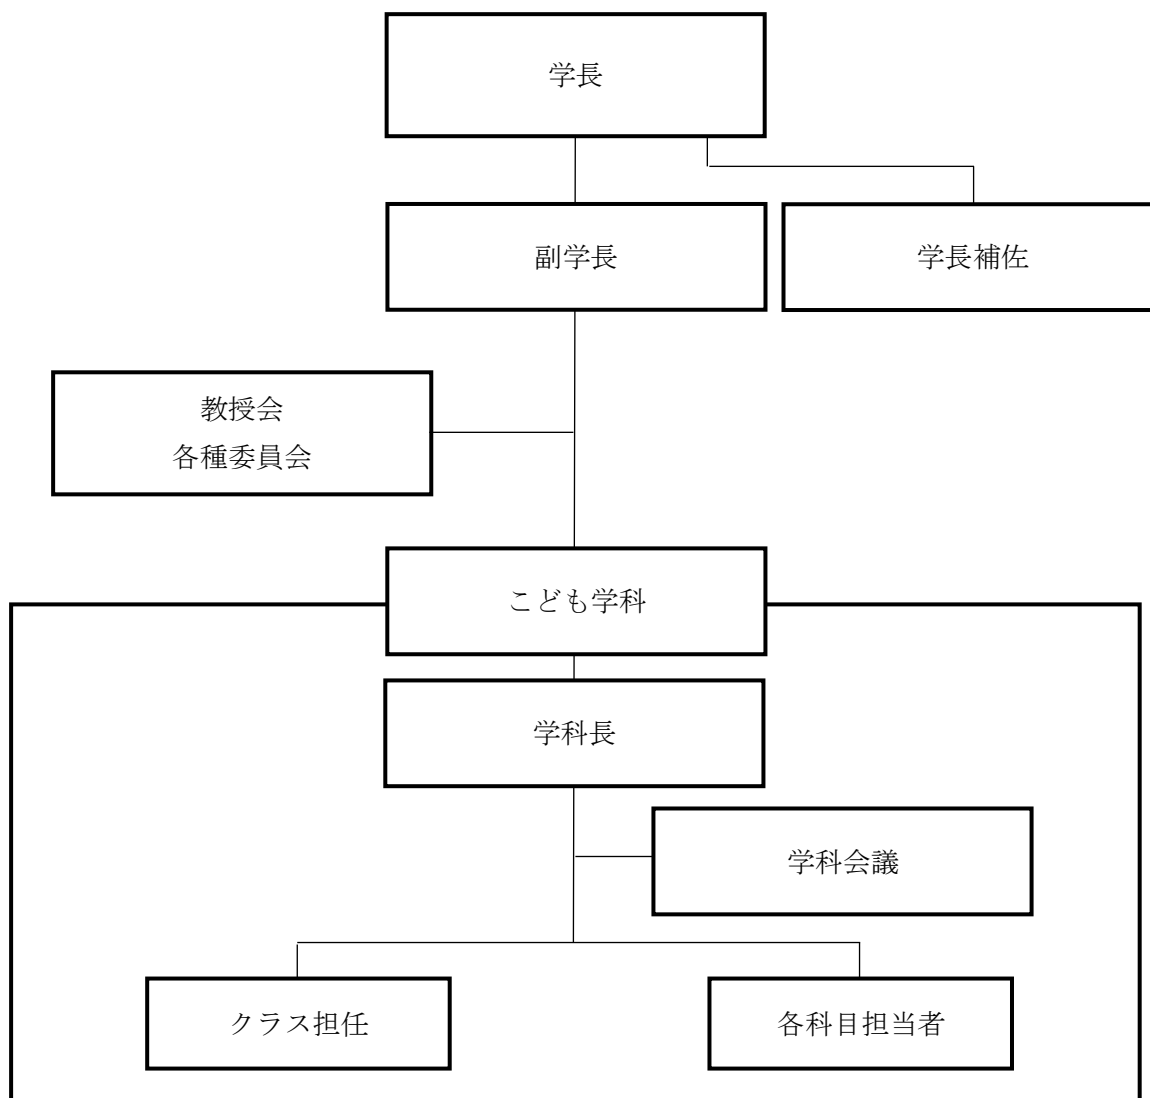 学長
副学長
学長補佐
教授会
各種委員会
こども学科
学科長
学科会議
クラス担任
各科目担当者